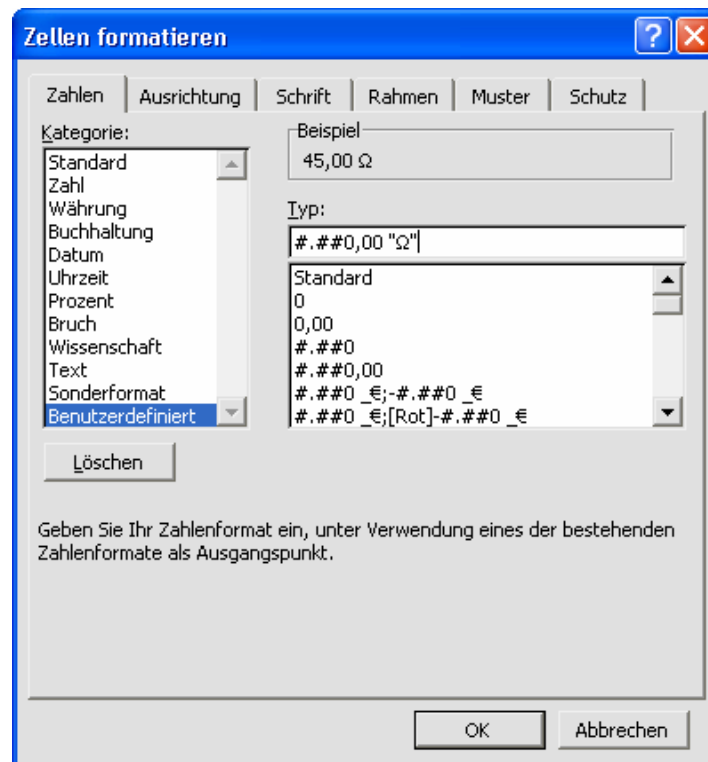 Zellen formatieren
Zahlen Ausrichtung Schrift Rahmen Muster Schutz
Kategorie:
Standard
Zahl
Währung
Buchhaltung
Datum
Uhrzeit
Prozent
Bruch
Wissenschaft
Text
Sonderformat
Benutzerdefiniert
Beispiel
45,00 Ω
Typ:
#.##0,00 "Ω"
Standard
0
0,00
#.##0
#.##0,00
#.##0 _€;-#.##0 _€
#.##0 _€;[Rot]-#.##0 _€
Löschen
Geben Sie Ihr Zahlenformat ein, unter Verwendung eines der bestehenden
Zahlenformate als Ausgangspunkt.
OK Abbrechen